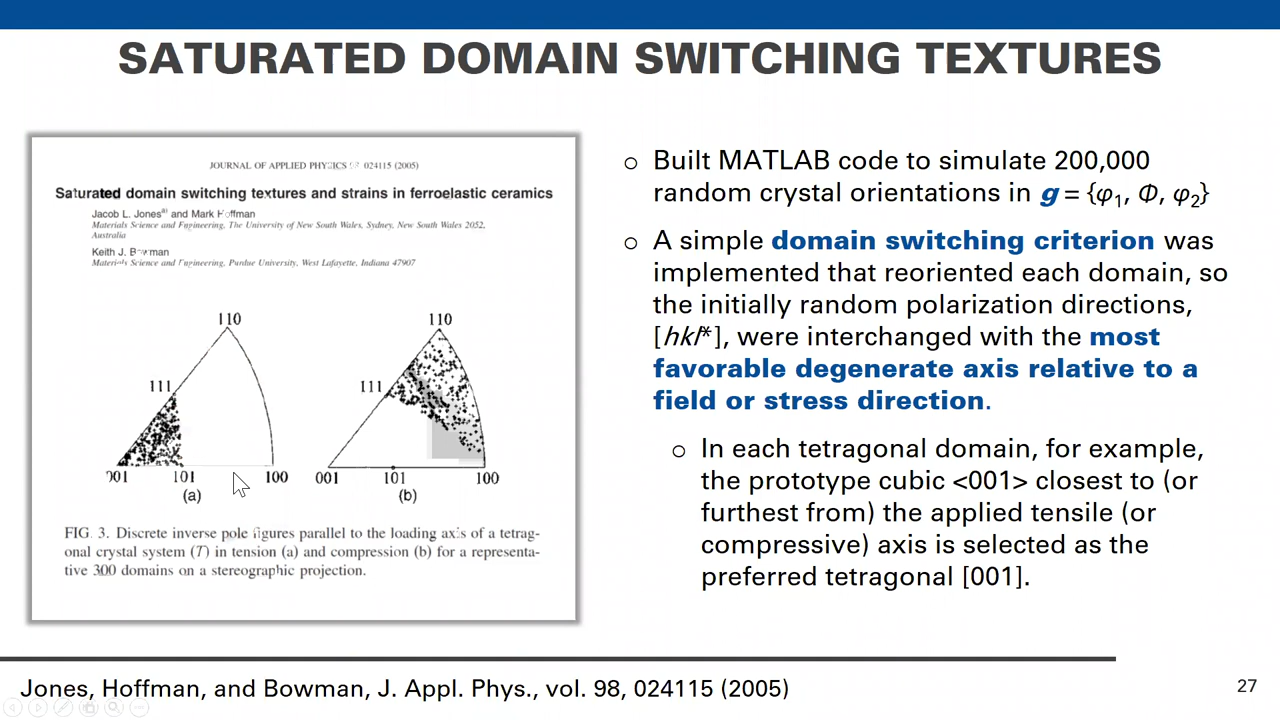 SATURATED DOMAIN SWITCHING TEXTURES
JOURNAL OF APPLIED PHYSICS 98, 024115 (2005)
Saturated domain switching textures and strains in ferroelastic ceramics
Jacob L. Jones a) and Mark Hoffman
Materials Science and Engineering, The University of New South Wales, Sydney, New South Wales 2052,
Australia
Keith J. Bowman
Materials Science and Engineering, Purdue University, West Lafayette, Indiana 47907
110
111
001 101 100
(a)
110
111
001 101 100
(b)
FIG. 3. Discrete inverse pole figures parallel to the loading axis of a tetrag-
onal crystal system (T) in tension (a) and compression (b) for a representa-
tive 300 domains on a stereographic projection.
○ Built MATLAB code to simulate 200,000
random crystal orientations in g = {φ₁, Φ, φ₂}
○ A simple domain switching criterion was
implemented that reoriented each domain, so
the initially random polarization directions,
[hkl*], were interchanged with the most
favorable degenerate axis relative to a
field or stress direction.
○ In each tetragonal domain, for example,
the prototype cubic <001> closest to (or
furthest from) the applied tensile (or
compressive) axis is selected as the
preferred tetragonal [001].
Jones, Hoffman, and Bowman, J. Appl. Phys., vol. 98, 024115 (2005)
27